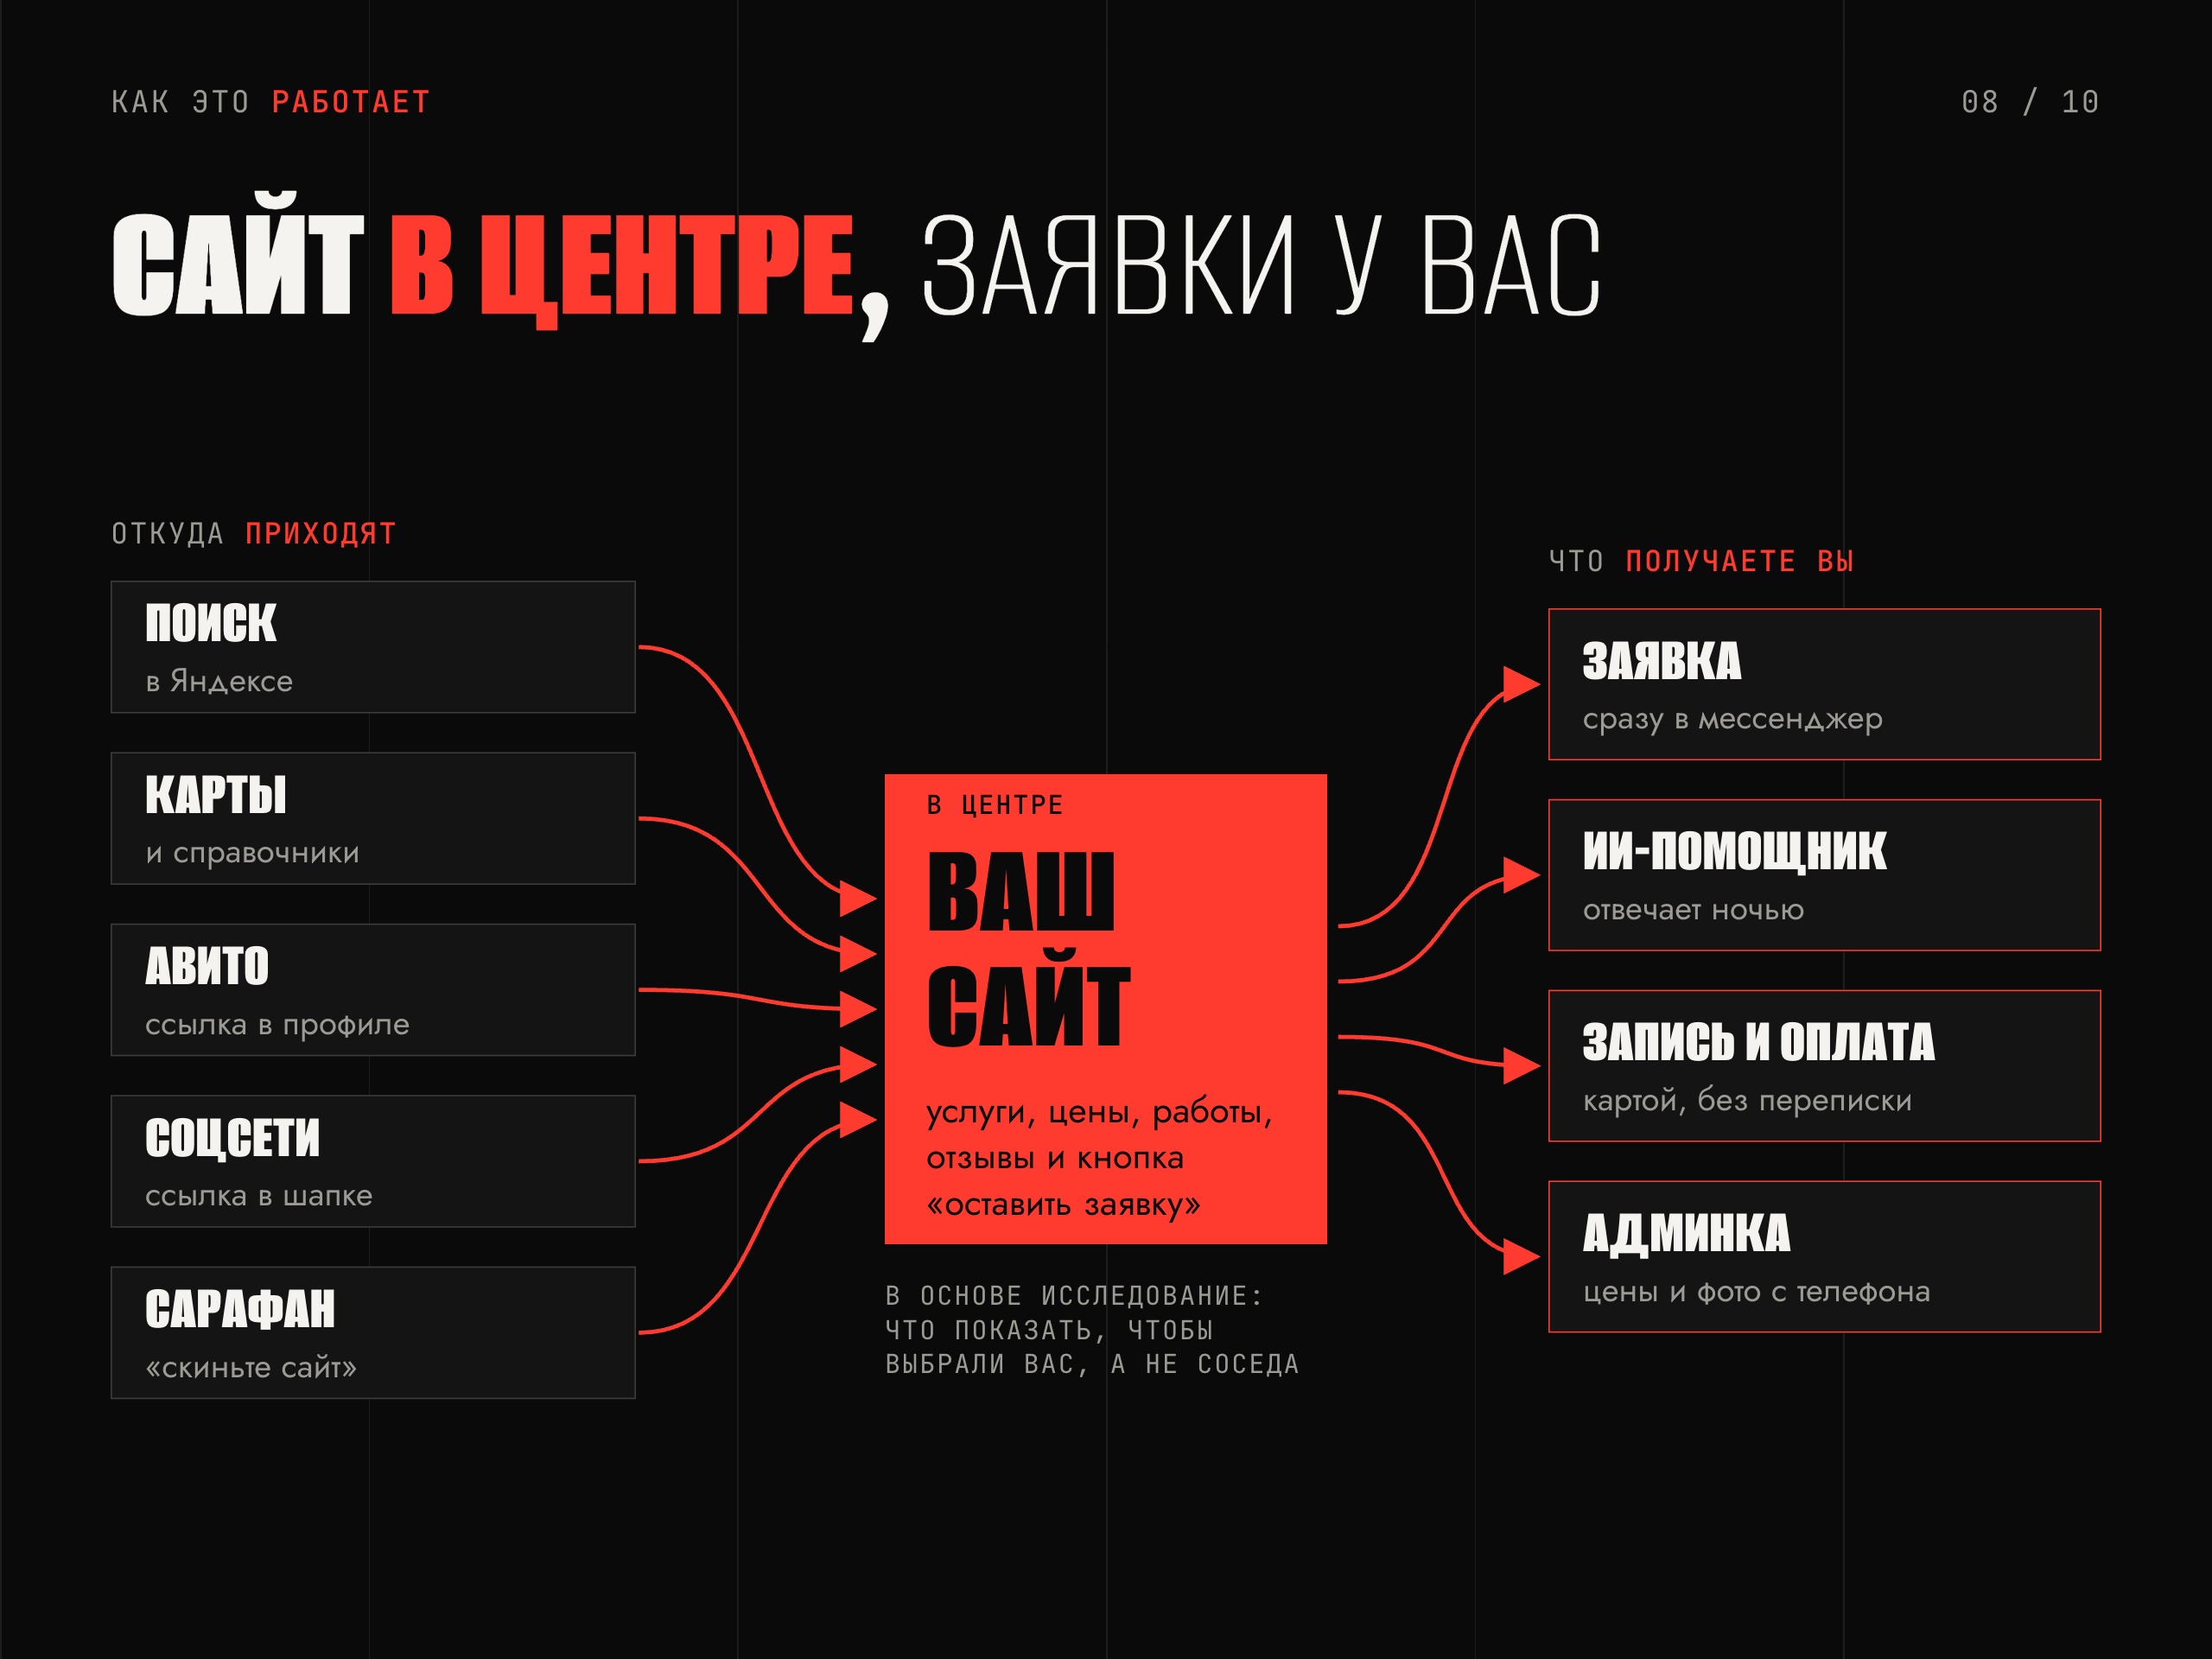 КАК ЭТО РАБОТАЕТ
08 / 10
САЙТ В ЦЕНТРЕ, ЗАЯВКИ У ВАС
ОТКУДА ПРИХОДЯТ
ПОИСК
в Яндексе
КАРТЫ
и справочники
АВИТО
ссылка в профиле
СОЦСЕТИ
ссылка в шапке
САРАФАН
«скиньте сайт»
В ЦЕНТРЕ
ВАШ
САЙТ
услуги, цены, работы,
отзывы и кнопка
«оставить заявку»
В ОСНОВЕ ИССЛЕДОВАНИЕ:
ЧТО ПОКАЗАТЬ, ЧТОБЫ
ВЫБРАЛИ ВАС, А НЕ СОСЕДА
ЧТО ПОЛУЧАЕТЕ ВЫ
ЗАЯВКА
сразу в мессенджер
ИИ-ПОМОЩНИК
отвечает ночью
ЗАПИСЬ И ОПЛАТА
картой, без переписки
АДМИНКА
цены и фото с телефона